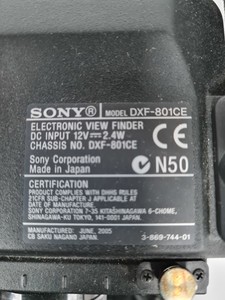 SONY® MODEL DXF-801CE
ELECTRONIC VIEW FINDER
DC INPUT 12V⎓2.4W
CHASSIS NO. DXF-801CE
Sony Corporation
Made in Japan
CE
N50
CERTIFICATION
PRODUCT COMPLIES WITH DHHS RULES
21CFR SUB-CHAPTER J APPLICABLE AT
DATE OF MANUFACTURE.
SONY CORPORATION 7-35 KITASHINAGAWA 6-CHOME,
SHINAGAWA-KU TOKYO, 141-0001 JAPAN.
MANUFACTURED: JUNE, 2005
CB SAKU NAGANO JAPAN. 3-869-744-01